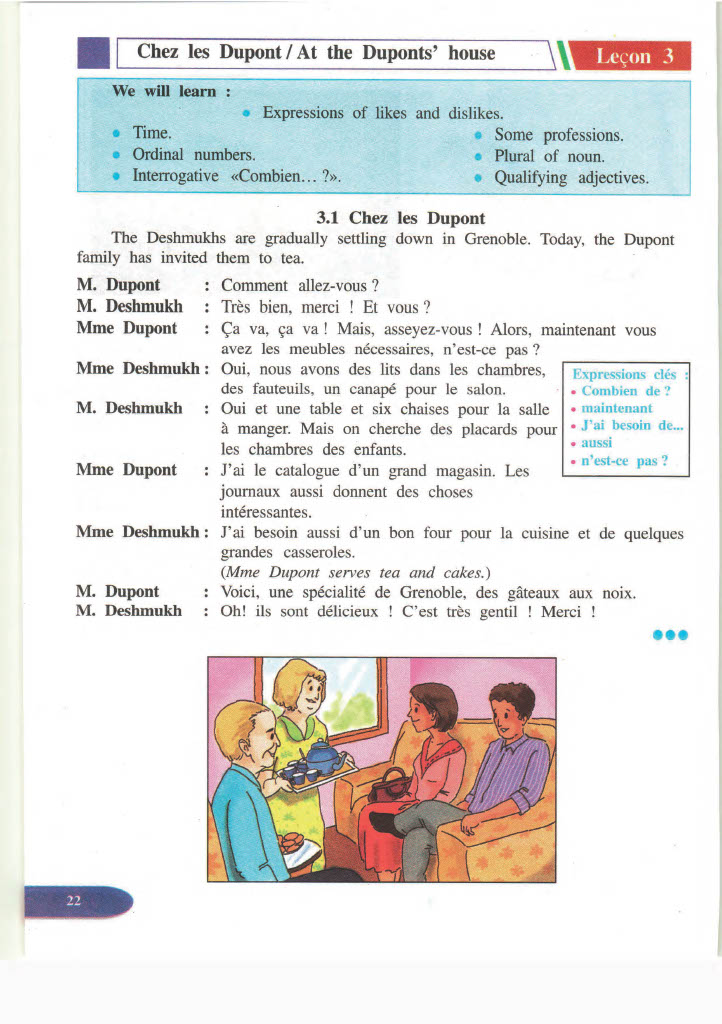 Chez les Dupont / At the Duponts' house
Leçon 3
We will learn :
• Expressions of likes and dislikes.
• Time.
• Some professions.
• Ordinal numbers.
• Plural of noun.
• Interrogative «Combien... ?».
• Qualifying adjectives.
3.1 Chez les Dupont
The Deshmukhs are gradually settling down in Grenoble. Today, the Dupont
family has invited them to tea.
M. Dupont : Comment allez-vous ?
M. Deshmukh : Très bien, merci ! Et vous ?
Mme Dupont : Ça va, ça va ! Mais, asseyez-vous ! Alors, maintenant vous
avez les meubles nécessaires, n'est-ce pas ?
Mme Deshmukh : Oui, nous avons des lits dans les chambres,
des fauteuils, un canapé pour le salon.
M. Deshmukh : Oui et une table et six chaises pour la salle
à manger. Mais on cherche des placards pour
les chambres des enfants.
Expressions clés :
• Combien de ?
• maintenant
• J'ai besoin de...
• aussi
• n'est-ce pas ?
Mme Dupont : J'ai le catalogue d'un grand magasin. Les
journaux aussi donnent des choses
intéressantes.
Mme Deshmukh : J'ai besoin aussi d'un bon four pour la cuisine et de quelques
grandes casseroles.
(Mme Dupont serves tea and cakes.)
M. Dupont : Voici, une spécialité de Grenoble, des gâteaux aux noix.
M. Deshmukh : Oh! ils sont délicieux ! C'est très gentil ! Merci !
22